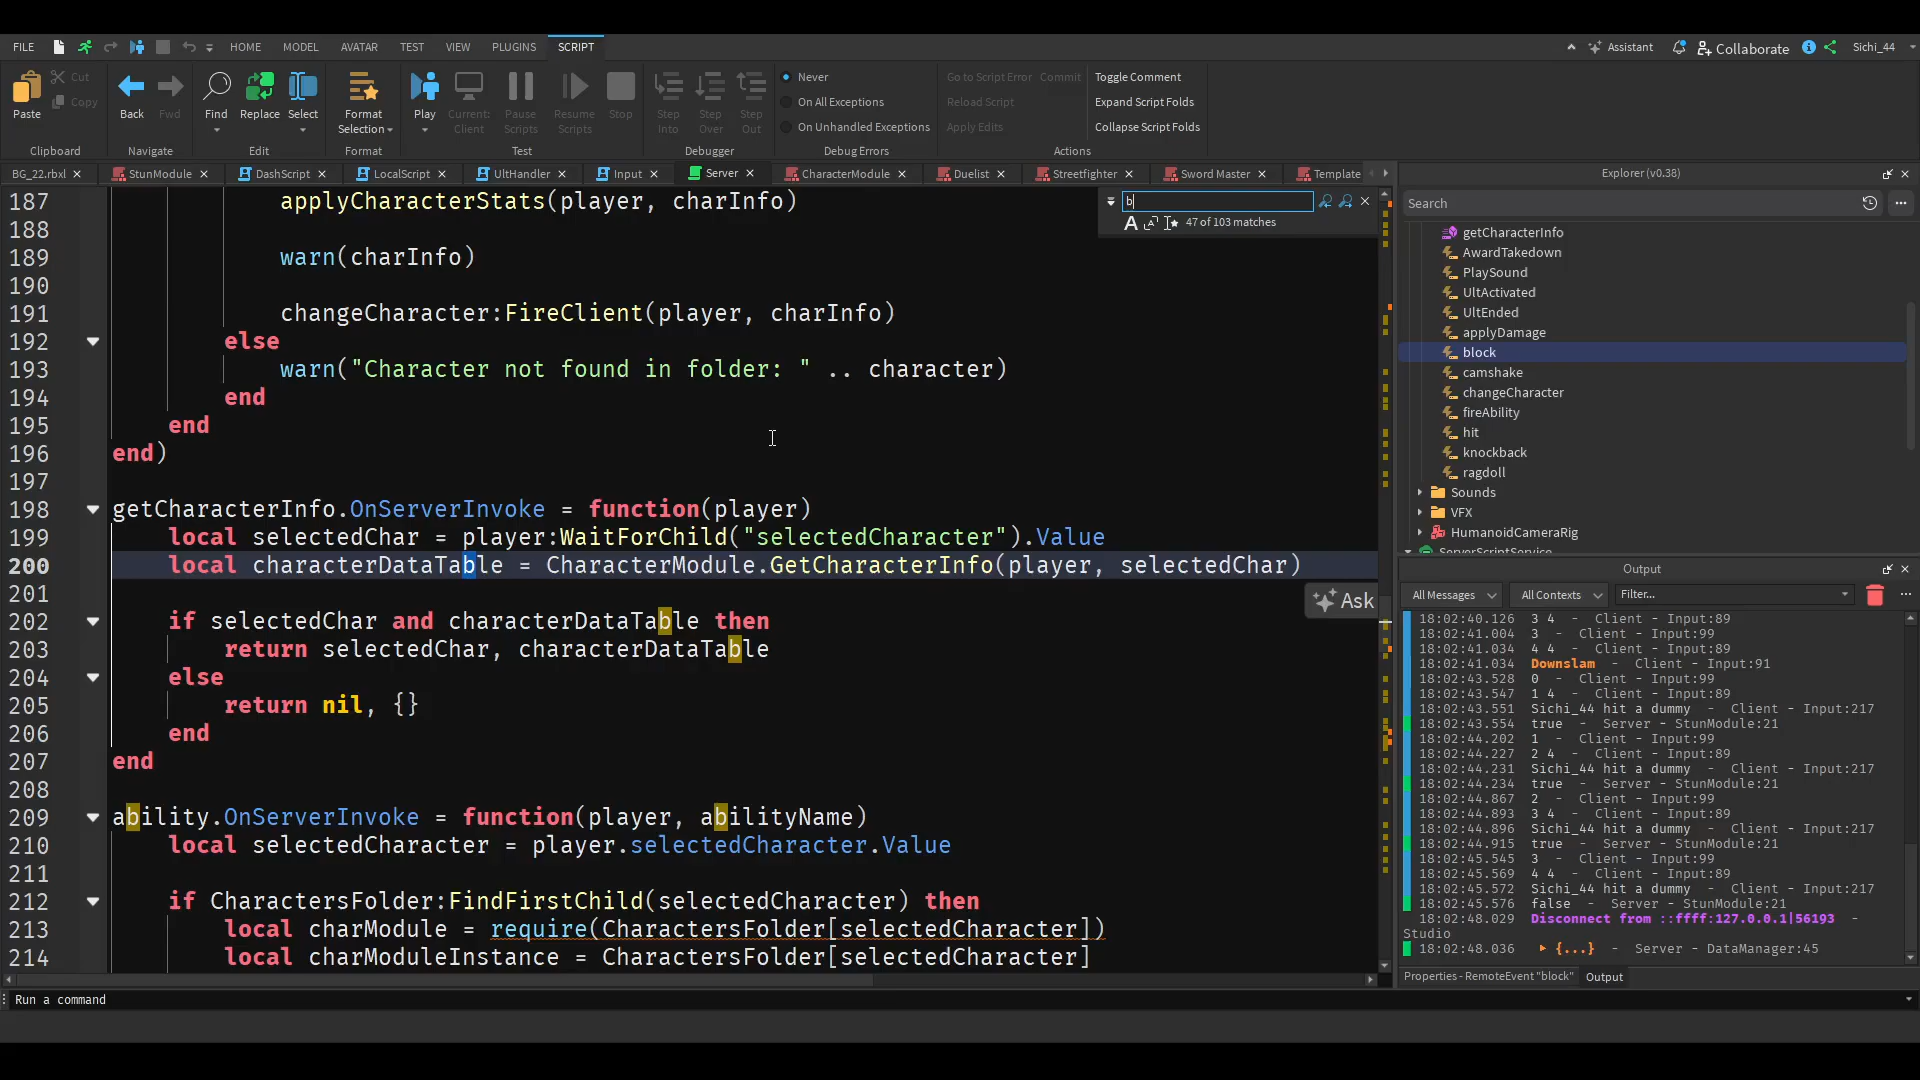 FILE HOME MODEL AVATAR TEST VIEW PLUGINS SCRIPT Assistant Collaborate Sichi_44
Paste Cut Copy Back Fwd Find Replace Select Format Selection Play Current: Client Pause Scripts Resume Scripts Stop Step Into Step Over Step Out
Never
On All Exceptions
On Unhandled Exceptions
Go to Script Error Commit
Reload Script
Apply Edits
Toggle Comment
Expand Script Folds
Collapse Script Folds
Clipboard Navigate Edit Format Test Debugger Debug Errors Actions
BG_22.rbxl StunModule DashScript LocalScript UltHandler Input Server CharacterModule Duelist Streetfighter Sword Master Template
b
47 of 103 matches
187 applyCharacterStats(player, charInfo)
188
189 warn(charInfo)
190
191 changeCharacter:FireClient(player, charInfo)
192 else
193 warn("Character not found in folder: " .. character)
194 end
195 end
196 end)
197
198 getCharacterInfo.OnServerInvoke = function(player)
199 local selectedChar = player:WaitForChild("selectedCharacter").Value
200 local characterDataTable = CharacterModule.GetCharacterInfo(player, selectedChar)
201
Ask
202 if selectedChar and characterDataTable then
203 return selectedChar, characterDataTable
204 else
205 return nil, {}
206 end
207 end
208
209 ability.OnServerInvoke = function(player, abilityName)
210 local selectedCharacter = player.selectedCharacter.Value
211
212 if CharactersFolder:FindFirstChild(selectedCharacter) then
213 local charModule = require(CharactersFolder[selectedCharacter])
214 local charModuleInstance = CharactersFolder[selectedCharacter]
Run a command
Explorer (v0.38)
Search
getCharacterInfo
AwardTakedown
PlaySound
UltActivated
UltEnded
applyDamage
block
camshake
changeCharacter
fireAbility
hit
knockback
ragdoll
Sounds
VFX
HumanoidCameraRig
ServerScriptService
Output
All Messages All Contexts Filter...
18:02:40.126 3 4 - Client - Input:89
18:02:41.004 3 - Client - Input:99
18:02:41.034 4 4 - Client - Input:89
18:02:41.034 Downslam - Client - Input:91
18:02:43.528 0 - Client - Input:99
18:02:43.547 1 4 - Client - Input:89
18:02:43.551 Sichi_44 hit a dummy - Client - Input:217
18:02:43.554 true - Server - StunModule:21
18:02:44.202 1 - Client - Input:99
18:02:44.227 2 4 - Client - Input:89
18:02:44.231 Sichi_44 hit a dummy - Client - Input:217
18:02:44.234 true - Server - StunModule:21
18:02:44.867 2 - Client - Input:99
18:02:44.893 3 4 - Client - Input:89
18:02:44.896 Sichi_44 hit a dummy - Client - Input:217
18:02:44.915 true - Server - StunModule:21
18:02:45.545 3 - Client - Input:99
18:02:45.569 4 4 - Client - Input:89
18:02:45.572 Sichi_44 hit a dummy - Client - Input:217
18:02:45.576 false - Server - StunModule:21
18:02:48.029 Disconnect from ::ffff:127.0.0.1|56193 -
Studio
18:02:48.036 {...} - Server - DataManager:45
Properties - RemoteEvent "block" Output